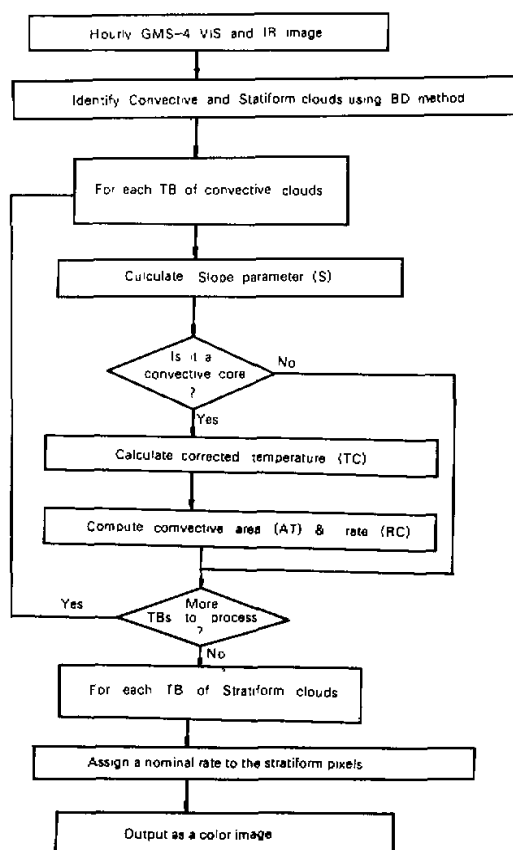 Hourly GMS-4 ViS and IR image
Identify Convective and Statiform clouds using BD method
For each TB of convective clouds
Calculate Slope parameter (S)
Is it a
convective core
?
No
Yes
Calculate corrected temperature (TC)
Compute comvective area (AT) & rate (RC)
More
TBs to process
?
Yes
No
For each TB of Stratiform clouds
Assign a nominal rate to the stratiform pixels
Output as a color image